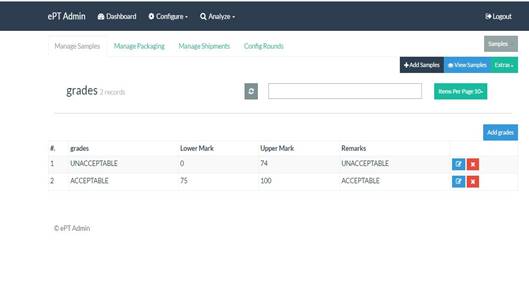 ePT Admin Dashboard Configure Analyze Logout
Manage Samples Manage Packaging Manage Shipments Config Rounds Samples
Add Samples View Samples Extras
grades 2 records Items Per Page 10
Add grades
#. grades Lower Mark Upper Mark Remarks
1 UNACCEPTABLE 0 74 UNACCEPTABLE
2 ACCEPTABLE 75 100 ACCEPTABLE
© ePT Admin